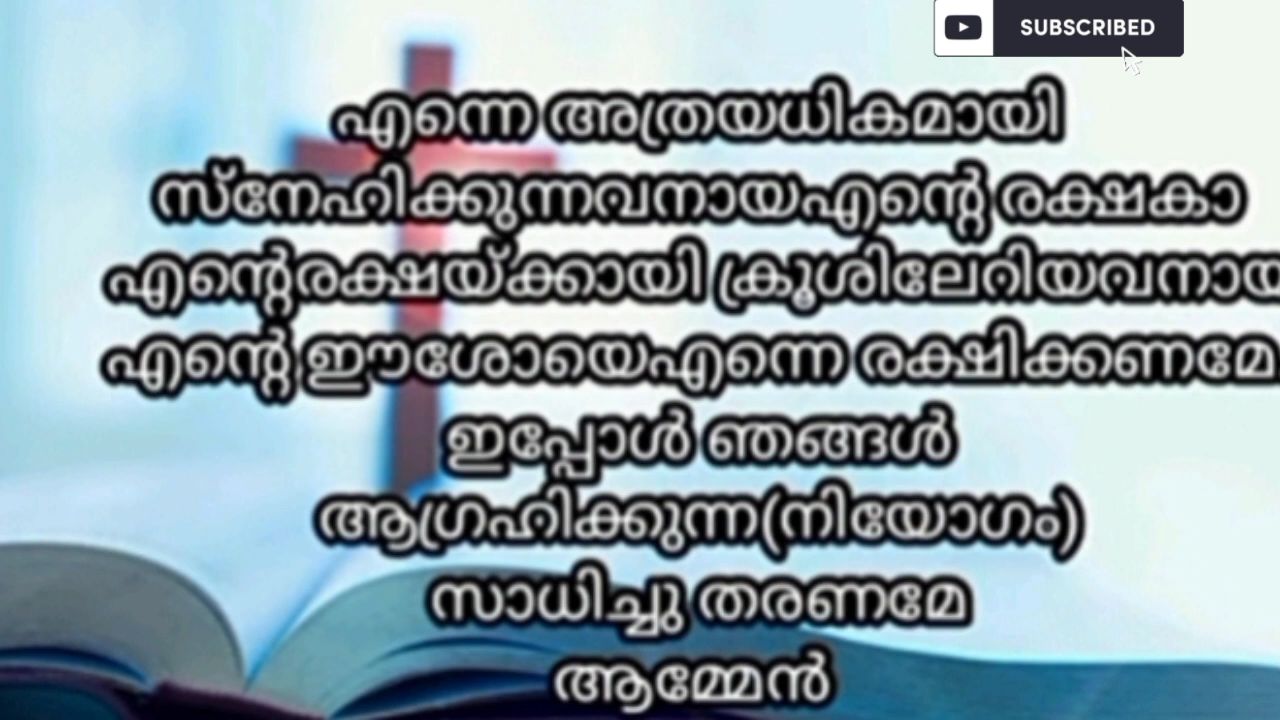 SUBSCRIBED
എന്നെ അത്രയധികമായി
സ്നേഹിക്കുന്നവനായഎന്റെ രക്ഷകാ
എന്റെരക്ഷയ്ക്കായി ക്രൂശിലേറിയവനായ
എന്റെ ഈശോയെഎന്നെ രക്ഷിക്കണമേ.
ഇപ്പോൾ ഞങ്ങൾ
ആഗ്രഹിക്കുന്ന(നിയോഗം)
സാധിച്ചു തരണമേ
ആമ്മേൻ